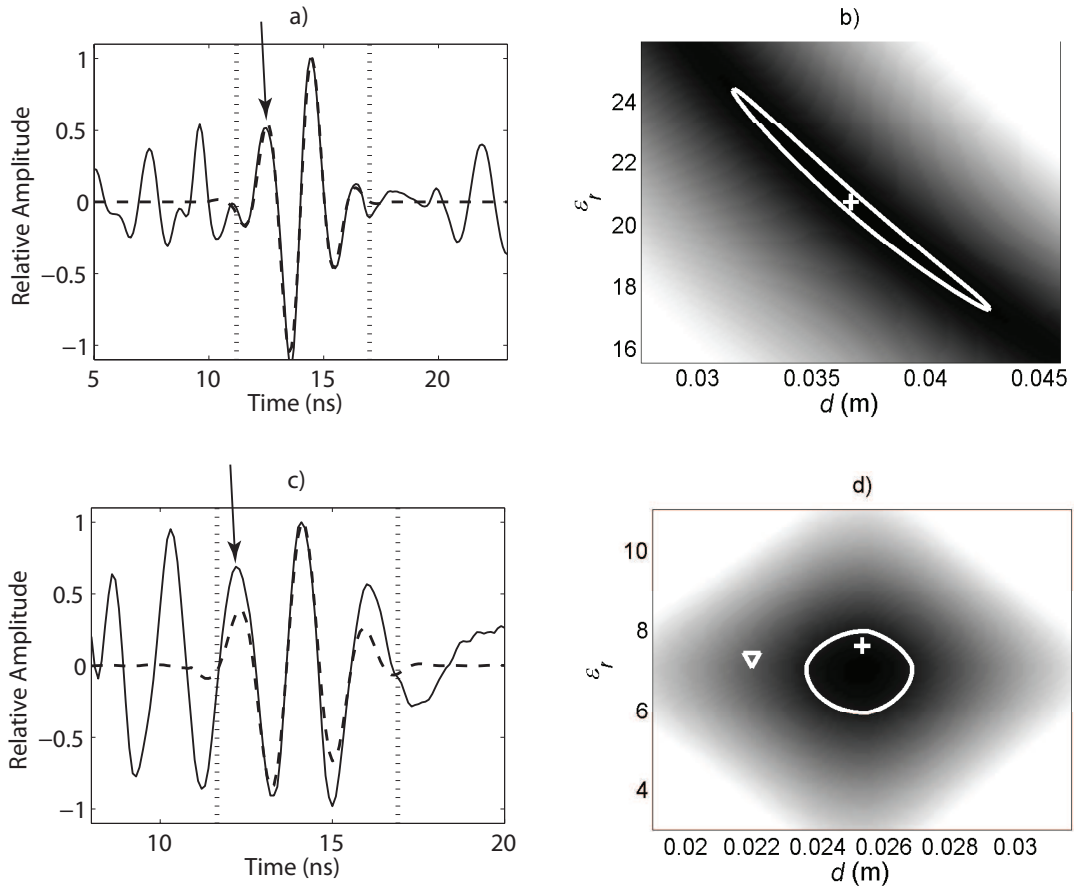 a)
Relative Amplitude
1
0.5
0
−0.5
−1
5 10 15 20
Time (ns)
b)
εr
24
22
20
18
16
0.03 0.035 0.04 0.045
d (m)
c)
Relative Amplitude
1
0.5
0
−0.5
−1
10 15 20
Time (ns)
d)
εr
10
8
6
4
0.02 0.022 0.024 0.026 0.028 0.03
d (m)